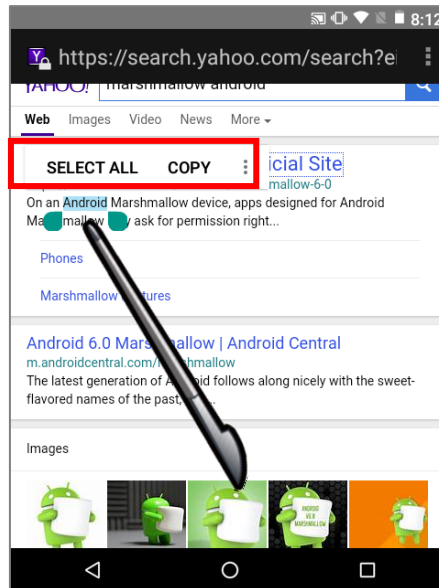 8:12
https://search.yahoo.com/search?ei
YAHOO! marshmallow android
Web Images Video News More
SELECT ALL COPY
icial Site
mallow-6-0
On an Android Marshmallow device, apps designed for Android
ask for permission right...
Phones
Marshmallow
Android 6.0 | Android Central
m.androidcentral.com/
The latest generation of follows along nicely with the sweet-
flavored names of the past,
Images
ANDROID
VER
MARSHMALLOW